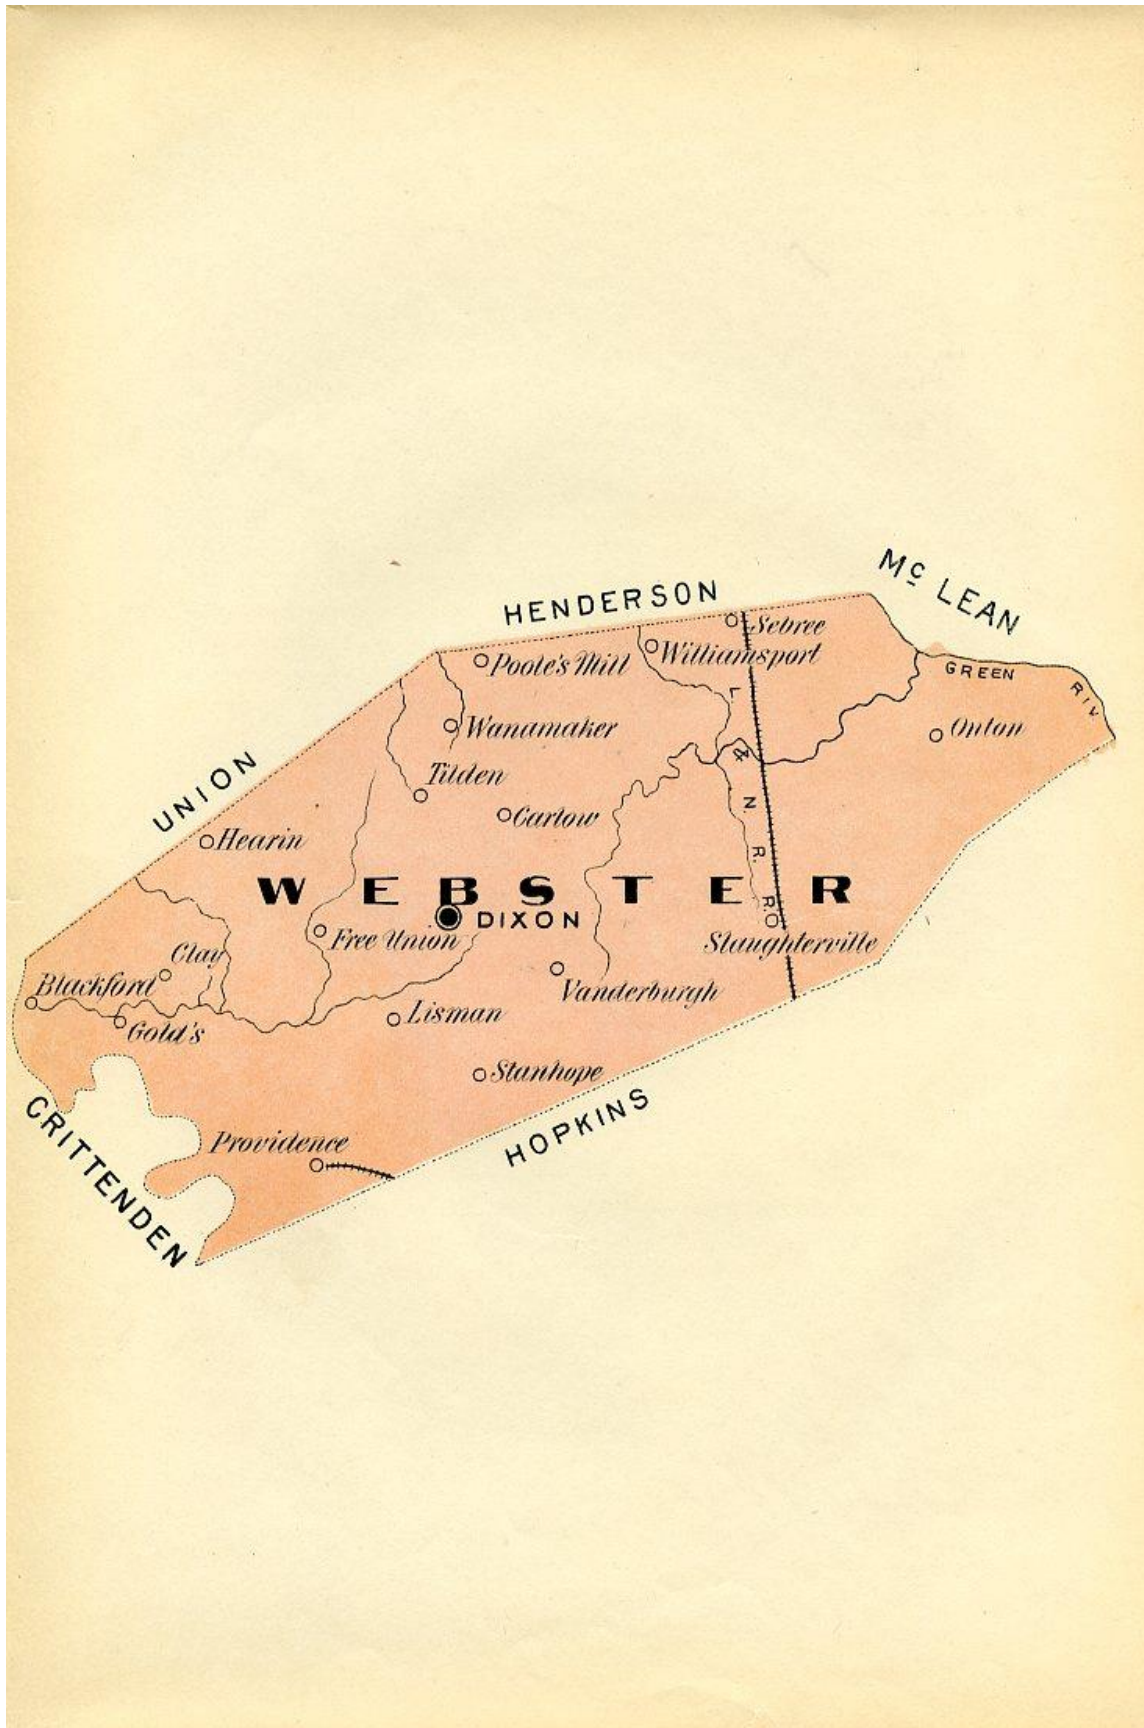 McLEAN
HENDERSON
Sebree
Williamsport
Poole's Mill
GREEN RIV
Wanamaker
Onton
UNION
Tilden
L & N R. R.
Carlow
Hearin
WEBSTER
DIXON
Free Union
Slaughterville
Clay
Blackford
Vanderburgh
Lisman
Gold's
Stanhope
CRITTENDEN
HOPKINS
Providence